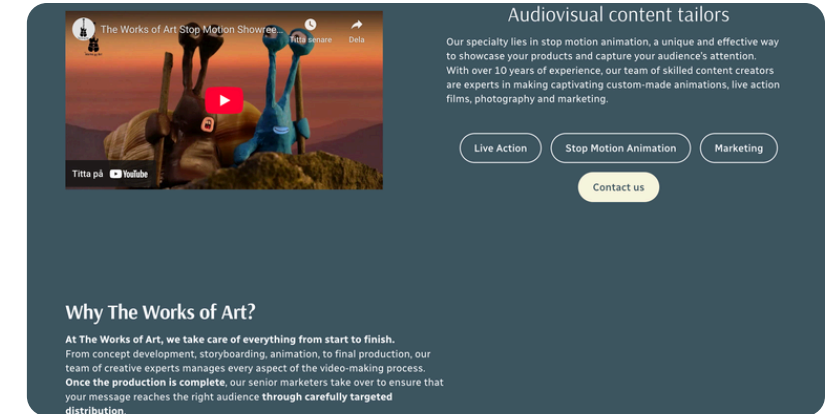 The Works of Art Stop Motion Showree...
Titta senare
Dela
Titta på YouTube
Audiovisual content tailors
Our specialty lies in stop motion animation, a unique and effective way
to showcase your products and capture your audience's attention.
With over 10 years of experience, our team of skilled content creators
are experts in making captivating custom-made animations, live action
films, photography and marketing.
Live Action
Stop Motion Animation
Marketing
Contact us
Why The Works of Art?
At The Works of Art, we take care of everything from start to finish.
From concept development, storyboarding, animation, to final production, our
team of creative experts manages every aspect of the video-making process.
Once the production is complete, our senior marketers take over to ensure that
your message reaches the right audience through carefully targeted
distribution.